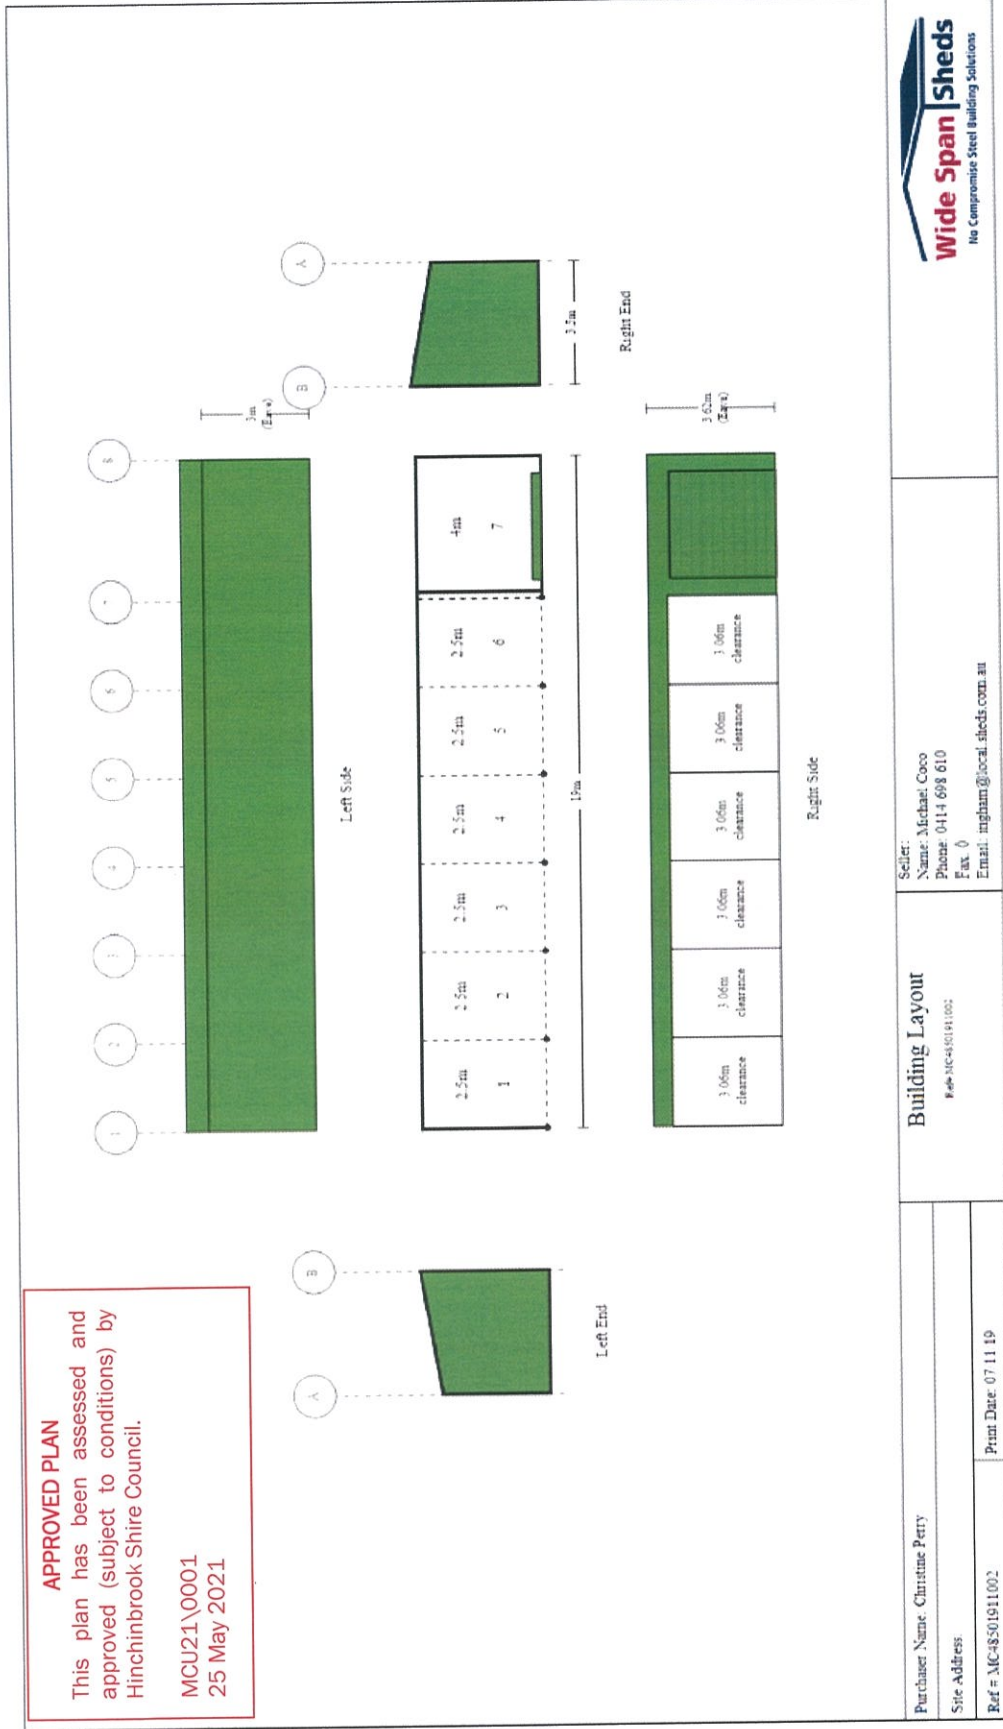 APPROVED PLAN
This plan has been assessed and
approved (subject to conditions) by
Hinchinbrook Shire Council.
MCU21\0001
25 May 2021
1
2
3
4
5
6
7
8
3m
(Eave)
Left Side
A
B
Left End
2.5m
1
2.5m
2
2.5m
3
2.5m
4
2.5m
5
2.5m
6
4m
7
19m
B
A
3.5m
Right End
3.62m
(Eave)
3.06m
clearance
3.06m
clearance
3.06m
clearance
3.06m
clearance
3.06m
clearance
3.06m
clearance
Right Side
Purchaser Name: Christine Perry
Site Address:
Ref = MC48501911002
Print Date: 07 11 19
Building Layout
Ref= MC48501911002
Seller:
Name: Michael Coco
Phone: 0414 698 610
Fax: 0
Email: ingham@local.sheds.com.au
Wide Span Sheds
No Compromise Steel Building Solutions